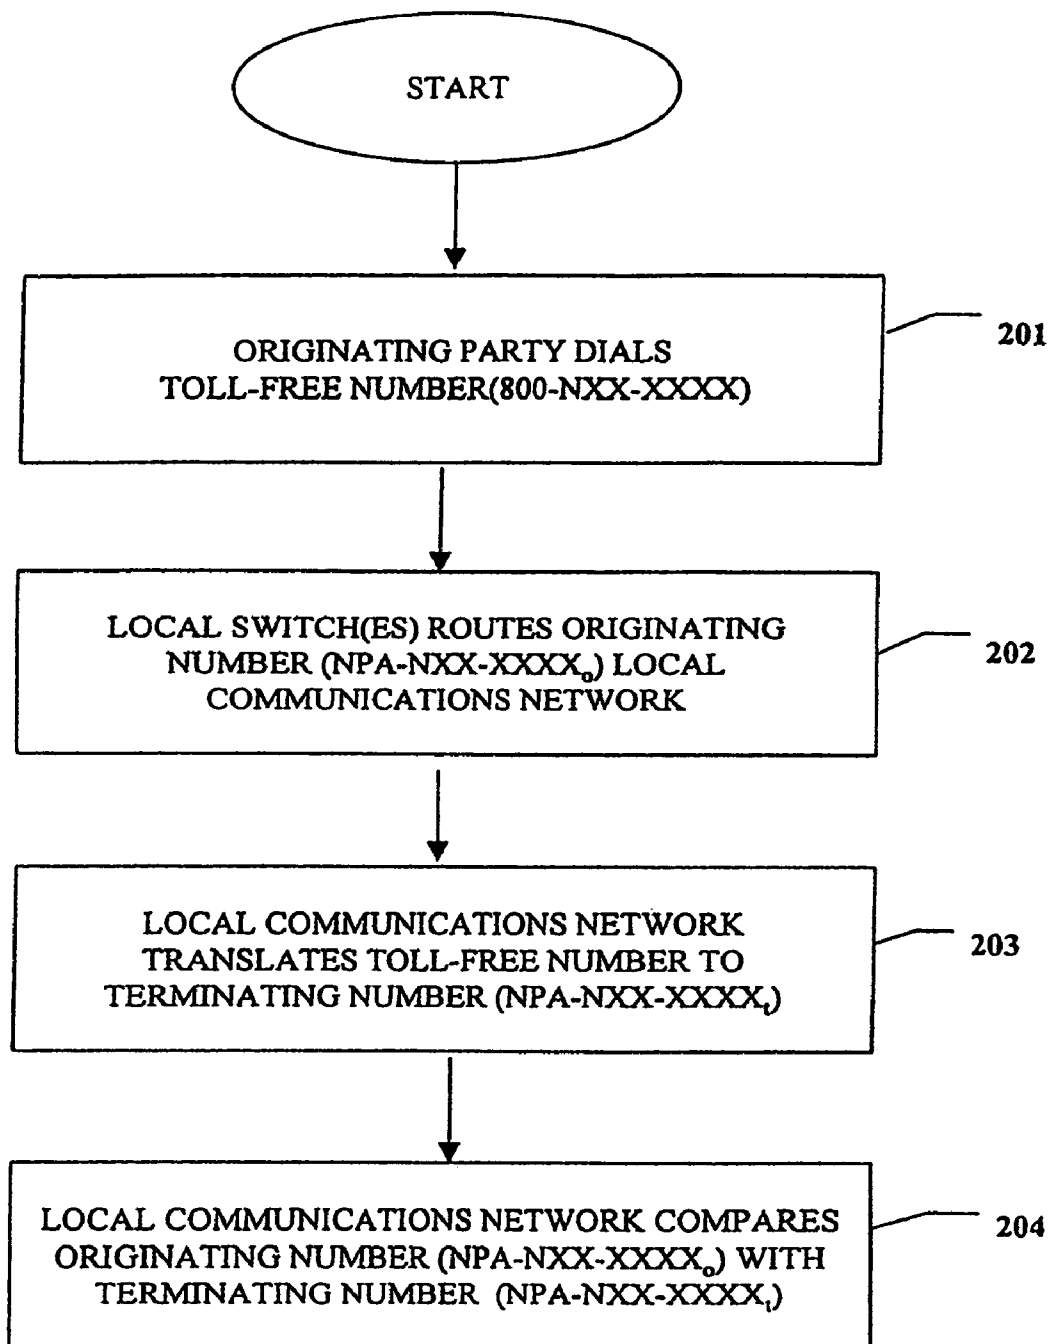 START
ORIGINATING PARTY DIALS
TOLL-FREE NUMBER(800-NXX-XXXX)
201
LOCAL SWITCH(ES) ROUTES ORIGINATING
NUMBER (NPA-NXX-XXXXₒ) LOCAL
COMMUNICATIONS NETWORK
202
LOCAL COMMUNICATIONS NETWORK
TRANSLATES TOLL-FREE NUMBER TO
TERMINATING NUMBER (NPA-NXX-XXXXₜ)
203
LOCAL COMMUNICATIONS NETWORK COMPARES
ORIGINATING NUMBER (NPA-NXX-XXXXₒ) WITH
TERMINATING NUMBER (NPA-NXX-XXXXₜ)
204